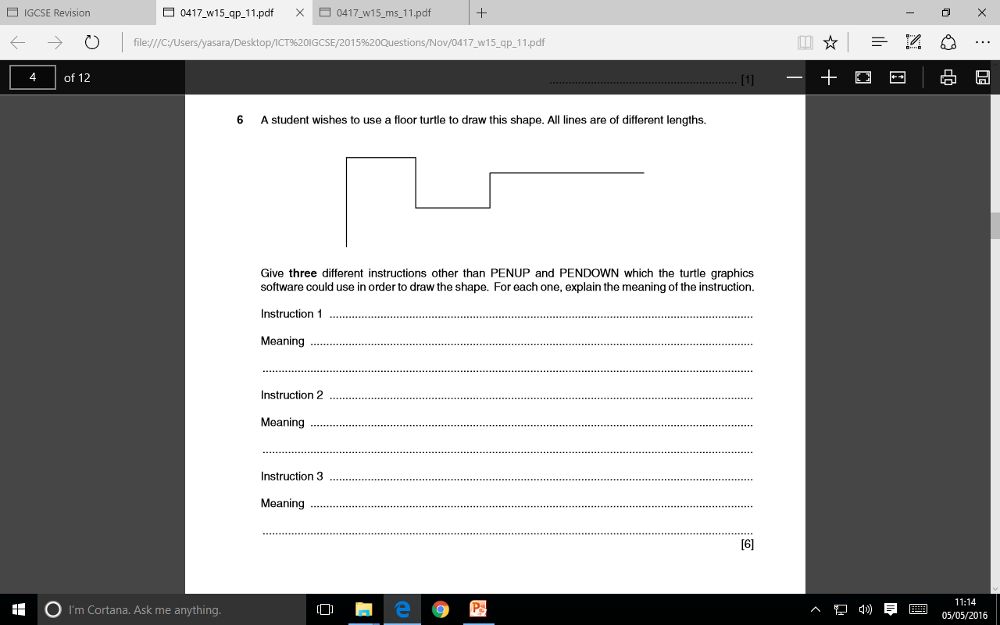 IGCSE Revision
0417_w15_qp_11.pdf
0417_w15_ms_11.pdf
file:///C:/Users/yasara/Desktop/ICT%20IGCSE/2015%20Questions/Nov/0417_w15_qp_11.pdf
4 of 12
.......................................................... [1]
6 A student wishes to use a floor turtle to draw this shape. All lines are of different lengths.
Give three different instructions other than PENUP and PENDOWN which the turtle graphics
software could use in order to draw the shape. For each one, explain the meaning of the instruction.
Instruction 1 ..........................................................
Meaning ..........................................................
..........................................................
Instruction 2 ..........................................................
Meaning ..........................................................
..........................................................
Instruction 3 ..........................................................
Meaning ..........................................................
..........................................................
[6]
I'm Cortana. Ask me anything.
11:14
05/05/2016